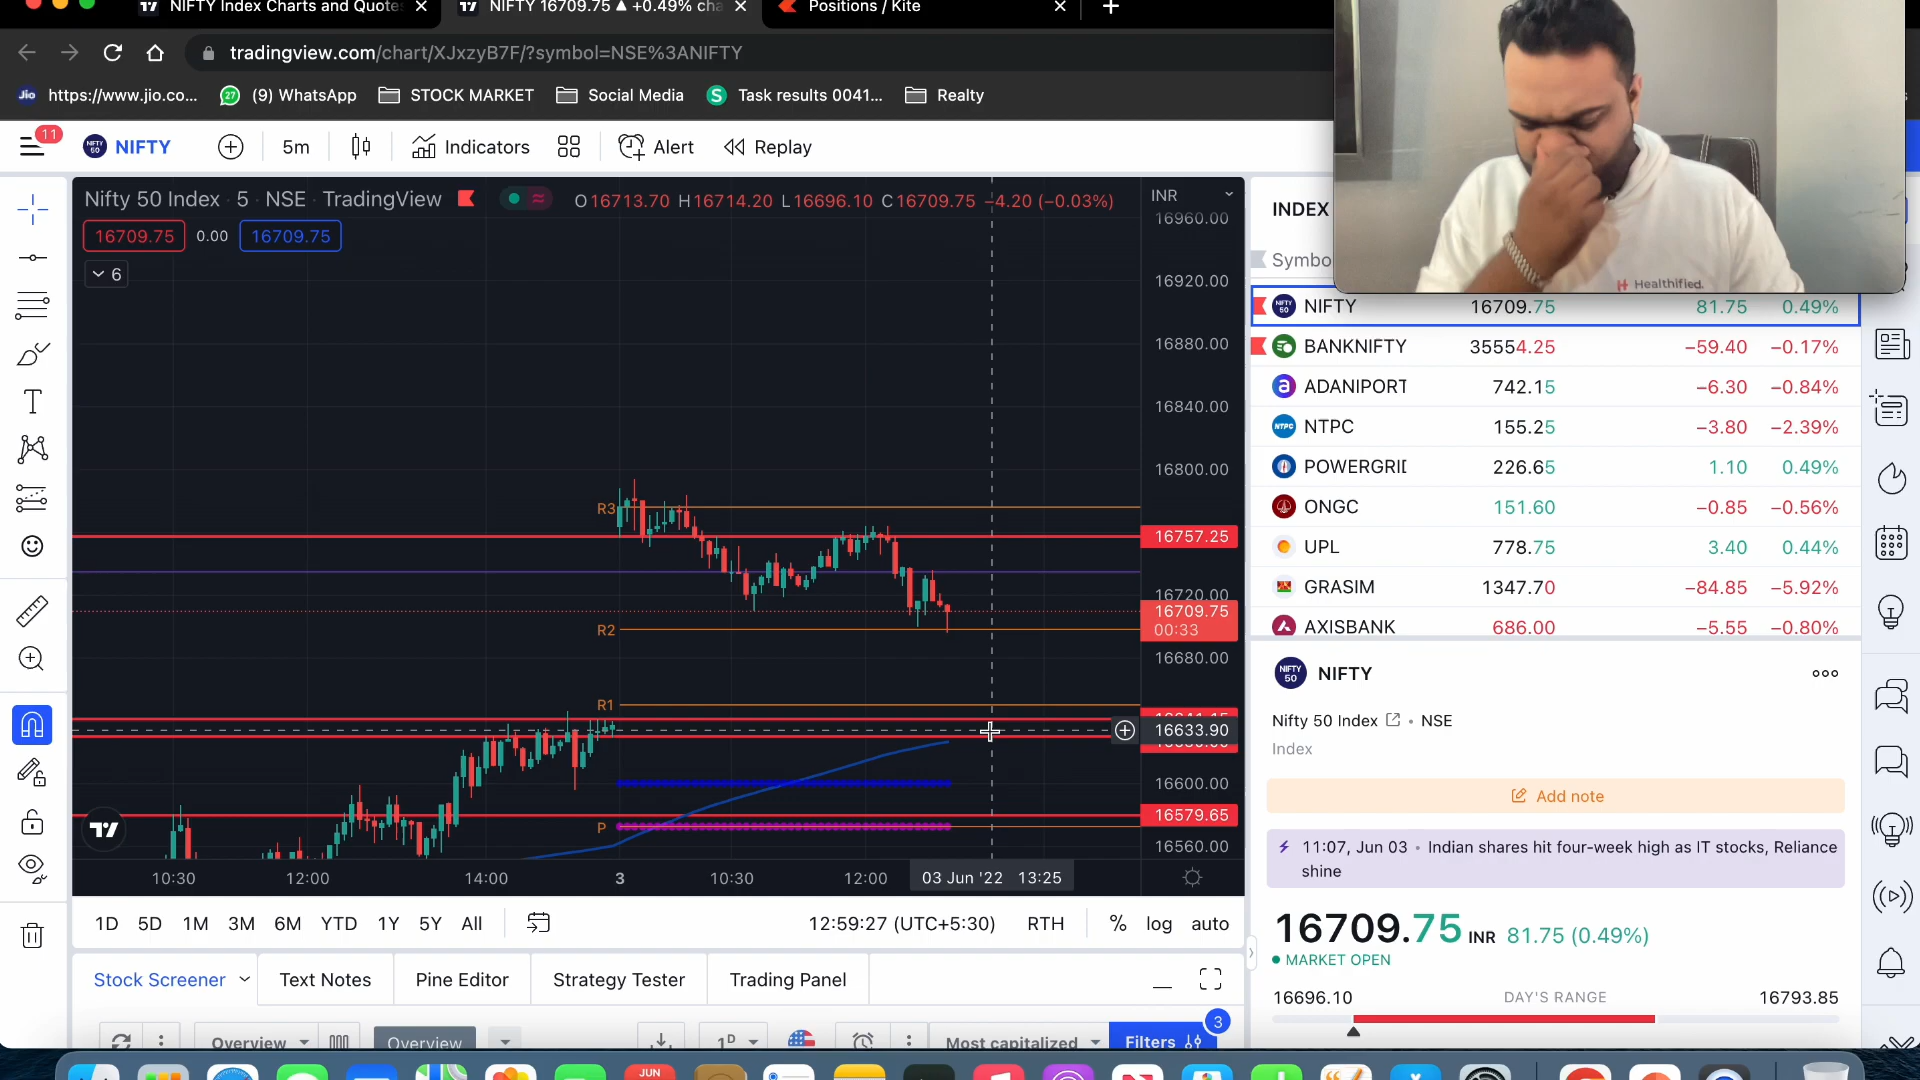 NIFTY Index Charts and Quotes
NIFTY 16709.75 ▲ +0.49% cha
Positions / Kite
tradingview.com/chart/XJxzyB7F/?symbol=NSE%3ANIFTY
Jio https://www.jio.co... 27 (9) WhatsApp STOCK MARKET Social Media S Task results 0041... Realty
11 NIFTY 50 NIFTY 5m Indicators Alert Replay
Nifty 50 Index · 5 · NSE · TradingView O16713.70 H16714.20 L16696.10 C16709.75 −4.20 (−0.03%)
16709.75 0.00 16709.75
6
INR
16960.00
16920.00
16880.00
16840.00
16800.00
16757.25
16720.00
16709.75
00:33
16680.00
16633.90
16600.00
16579.65
16560.00
R3
R2
R1
P
10:30 12:00 14:00 3 10:30 12:00 03 Jun '22 13:25
1D 5D 1M 3M 6M YTD 1Y 5Y All 12:59:27 (UTC+5:30) RTH % log auto
Stock Screener Text Notes Pine Editor Strategy Tester Trading Panel
Overview Overview 1D Most capitalized Filters 3
Healthified.
INDEX
Symbo
NIFTY 16709.75 81.75 0.49%
BANKNIFTY 35554.25 −59.40 −0.17%
ADANIPORT 742.15 −6.30 −0.84%
NTPC 155.25 −3.80 −2.39%
POWERGRID 226.65 1.10 0.49%
ONGC 151.60 −0.85 −0.56%
UPL 778.75 3.40 0.44%
GRASIM 1347.70 −84.85 −5.92%
AXISBANK 686.00 −5.55 −0.80%
NIFTY 50 NIFTY
Nifty 50 Index · NSE
Index
Add note
11:07, Jun 03 · Indian shares hit four-week high as IT stocks, Reliance
shine
16709.75 INR 81.75 (0.49%)
MARKET OPEN
16696.10 DAY'S RANGE 16793.85
JUN